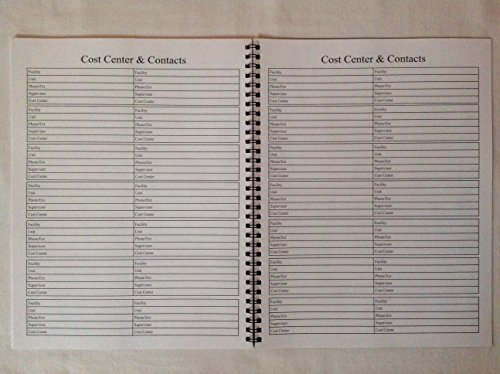 Cost Center & Contacts
Facility Facility
Unit Unit
Phone/Ext Phone/Ext
Supervisor Supervisor
Cost Center Cost Center
Facility Facility
Unit Unit
Phone/Ext Phone/Ext
Supervisor Supervisor
Cost Center Cost Center
Facility Facility
Unit Unit
Phone/Ext Phone/Ext
Supervisor Supervisor
Cost Center Cost Center
Facility Facility
Unit Unit
Phone/Ext Phone/Ext
Supervisor Supervisor
Cost Center Cost Center
Facility Facility
Unit Unit
Phone/Ext Phone/Ext
Supervisor Supervisor
Cost Center Cost Center
Facility Facility
Unit Unit
Phone/Ext Phone/Ext
Supervisor Supervisor
Cost Center Cost Center
Facility Facility
Unit Unit
Phone/Ext Phone/Ext
Supervisor Supervisor
Cost Center Cost Center
Cost Center & Contacts
Facility Facility
Unit Unit
Phone/Ext Phone/Ext
Supervisor Supervisor
Cost Center Cost Center
Facility Facility
Unit Unit
Phone/Ext Phone/Ext
Supervisor Supervisor
Cost Center Cost Center
Facility Facility
Unit Unit
Phone/Ext Phone/Ext
Supervisor Supervisor
Cost Center Cost Center
Facility Facility
Unit Unit
Phone/Ext Phone/Ext
Supervisor Supervisor
Cost Center Cost Center
Facility Facility
Unit Unit
Phone/Ext Phone/Ext
Supervisor Supervisor
Cost Center Cost Center
Facility Facility
Unit Unit
Phone/Ext Phone/Ext
Supervisor Supervisor
Cost Center Cost Center
Facility Facility
Unit Unit
Phone/Ext Phone/Ext
Supervisor Supervisor
Cost Center Cost Center